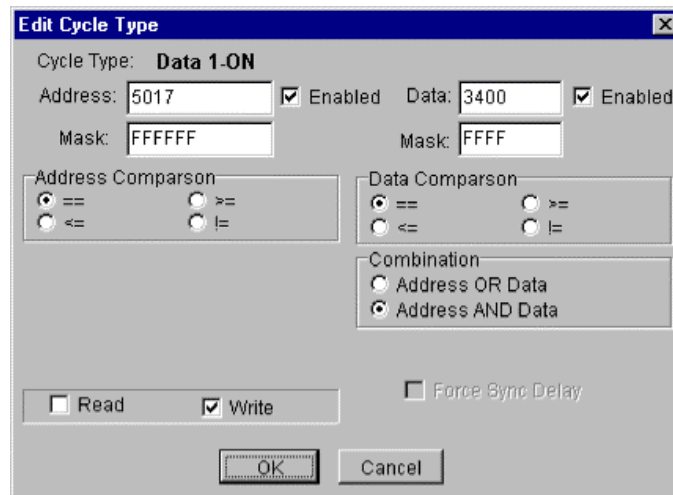 Edit Cycle Type
Cycle Type: Data 1-ON
Address: 5017 Enabled Data: 3400 Enabled
Mask: FFFFFF Mask: FFFF
Address Comparson Data Comparson
== >= == >=
<= != <= !=
Combination
Address OR Data
Address AND Data
Read Write Force Sync Delay
OK Cancel